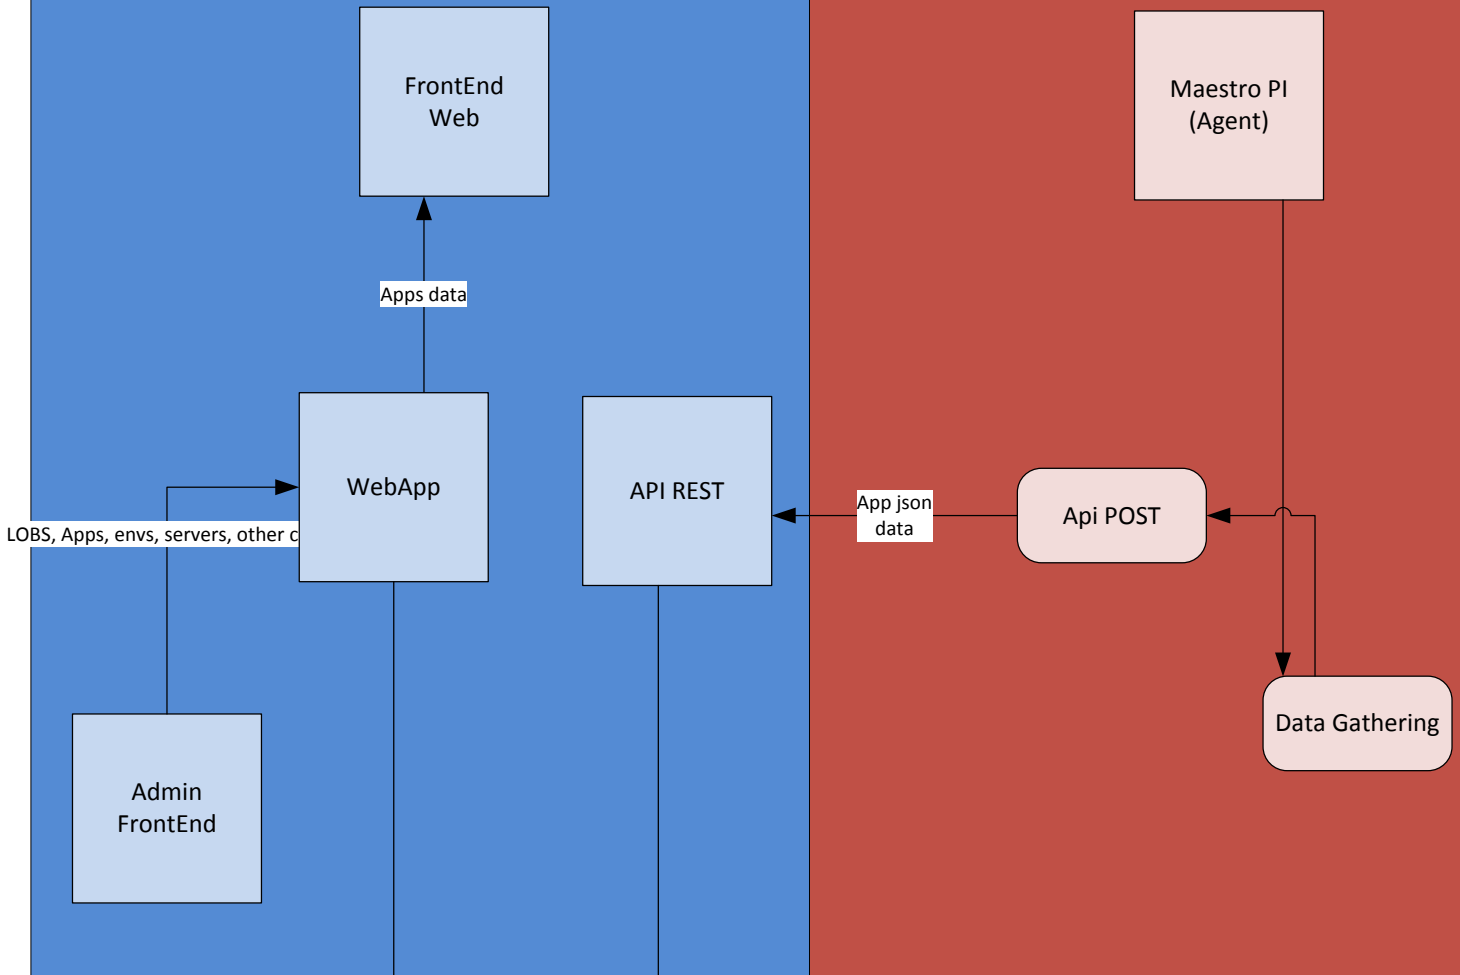 FrontEnd
Web
Maestro PI
(Agent)
Apps data
WebApp
API REST
App json
data
Api POST
LOBS, Apps, envs, servers, other c
Data Gathering
Admin
FrontEnd